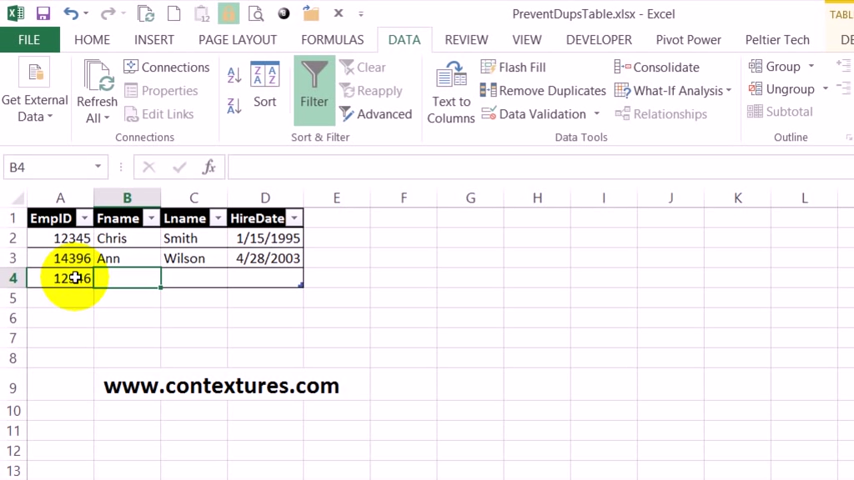 PreventDupsTable.xlsx - Excel
TABL
FILE HOME INSERT PAGE LAYOUT FORMULAS DATA REVIEW VIEW DEVELOPER Pivot Power Peltier Tech DE
Get External Data
Refresh All
Connections
Properties
Edit Links
Connections
Sort
Filter
Clear
Reapply
Advanced
Sort & Filter
Text to Columns
Flash Fill
Remove Duplicates
Data Validation
Consolidate
What-If Analysis
Relationships
Data Tools
Group
Ungroup
Subtotal
Outline
B4 fx
A B C D E F G H I J K L
1 EmpID Fname Lname HireDate
2 12345 Chris Smith 1/15/1995
3 14396 Ann Wilson 4/28/2003
4
5
6
7
8
9 www.contextures.com
10
11
12
13